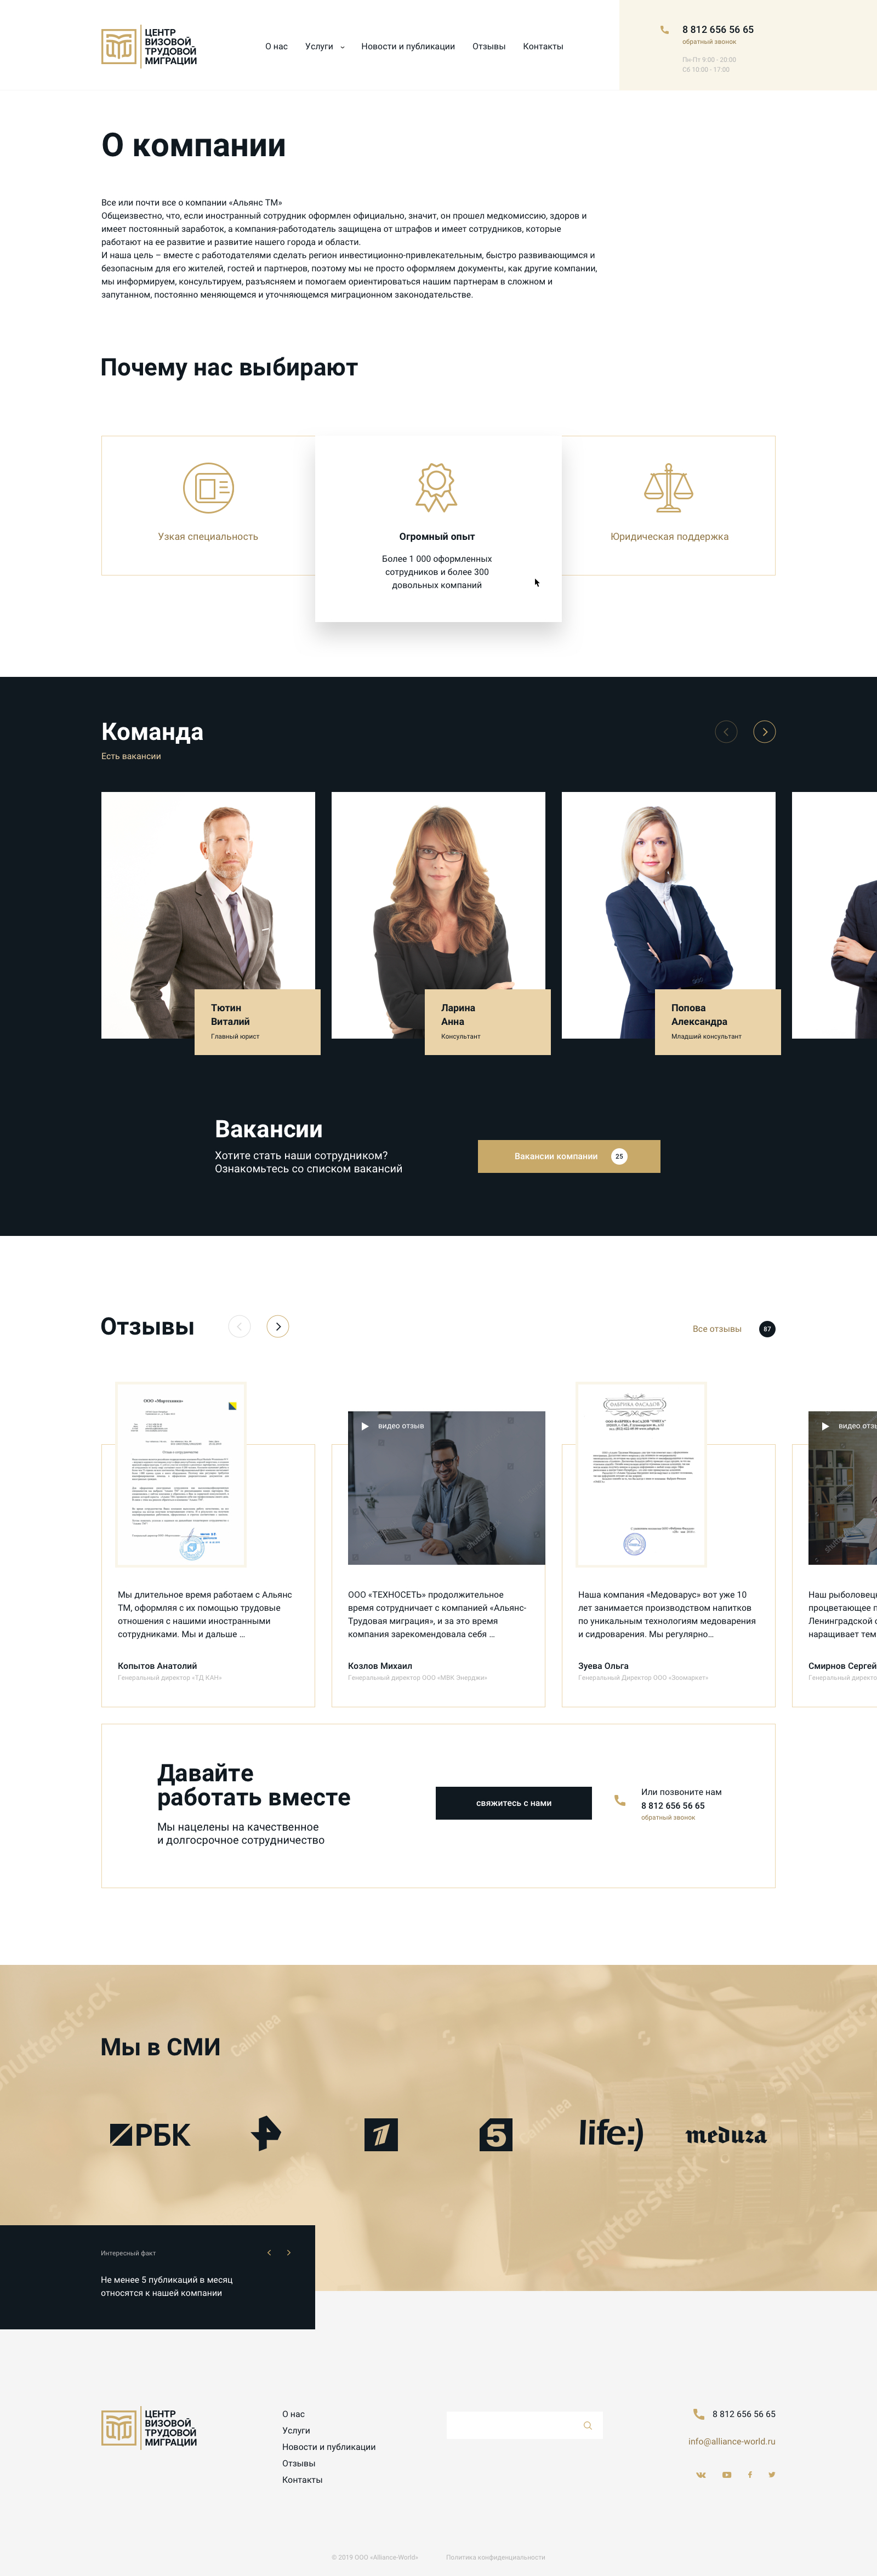 ЦЕНТР
ВИЗОВОЙ
ТРУДОВОЙ
МИГРАЦИИ
О нас
Услуги
Новости и публикации
Отзывы
Контакты
8 812 656 56 65
обратный звонок
Пн-Пт 9:00 - 20:00
Сб 10:00 - 17:00
О компании
Все или почти все о компании «Альянс ТМ»
Общеизвестно, что, если иностранный сотрудник оформлен официально, значит, он прошел медкомиссию, здоров и
имеет постоянный заработок, а компания-работодатель защищена от штрафов и имеет сотрудников, которые
работают на ее развитие и развитие нашего города и области.
И наша цель – вместе с работодателями сделать регион инвестиционно-привлекательным, быстро развивающимся и
безопасным для его жителей, гостей и партнеров, поэтому мы не просто оформляем документы, как другие компании,
мы информируем, консультируем, разъясняем и помогаем ориентироваться нашим партнерам в сложном и
запутанном, постоянно меняющемся и уточняющемся миграционном законодательстве.
Почему нас выбирают
Узкая специальность
Огромный опыт
Более 1 000 оформленных
сотрудников и более 300
довольных компаний
Юридическая поддержка
Команда
Есть вакансии
Тютин
Виталий
Главный юрист
Ларина
Анна
Консультант
Попова
Александра
Младший консультант
Вакансии
Хотите стать нашим сотрудником?
Ознакомьтесь со списком вакансий
Вакансии компании
25
Отзывы
Все отзывы
87
ООО «Мортехника»
видео отзыв
ФАБРИКА ФАСАДОВ
видео отзы
Мы длительное время работаем с Альянс
ТМ, оформляя с их помощью трудовые
отношения с нашими иностранными
сотрудниками. Мы и дальше ...
Копытов Анатолий
Генеральный директор «ТД КАН»
ООО «ТЕХНОСЕТЬ» продолжительное
время сотрудничает с компанией «Альянс-
Трудовая миграция», и за это время
компания зарекомендовала себя ...
Козлов Михаил
Генеральный директор ООО «МВК Энерджи»
Наша компания «Медоварус» вот уже 10
лет занимается производством напитков
по уникальным технологиям медоварения
и сидроварения. Мы регулярно...
Зуева Ольга
Генеральный Директор ООО «Зоомаркет»
Наш рыболовец
процветающее п
Ленинградской о
наращивает тем
Смирнов Сергей
Генеральный директо
Давайте
работать вместе
Мы нацелены на качественное
и долгосрочное сотрудничество
свяжитесь с нами
Или позвоните нам
8 812 656 56 65
обратный звонок
Мы в СМИ
РБК
5
life:)
meduza
shutterstock
Calin Ilea
Интересный факт
Не менее 5 публикаций в месяц
относятся к нашей компании
ЦЕНТР
ВИЗОВОЙ
ТРУДОВОЙ
МИГРАЦИИ
О нас
Услуги
Новости и публикации
Отзывы
Контакты
8 812 656 56 65
info@alliance-world.ru
© 2019 ООО «Alliance World»
Политика конфиденциальности